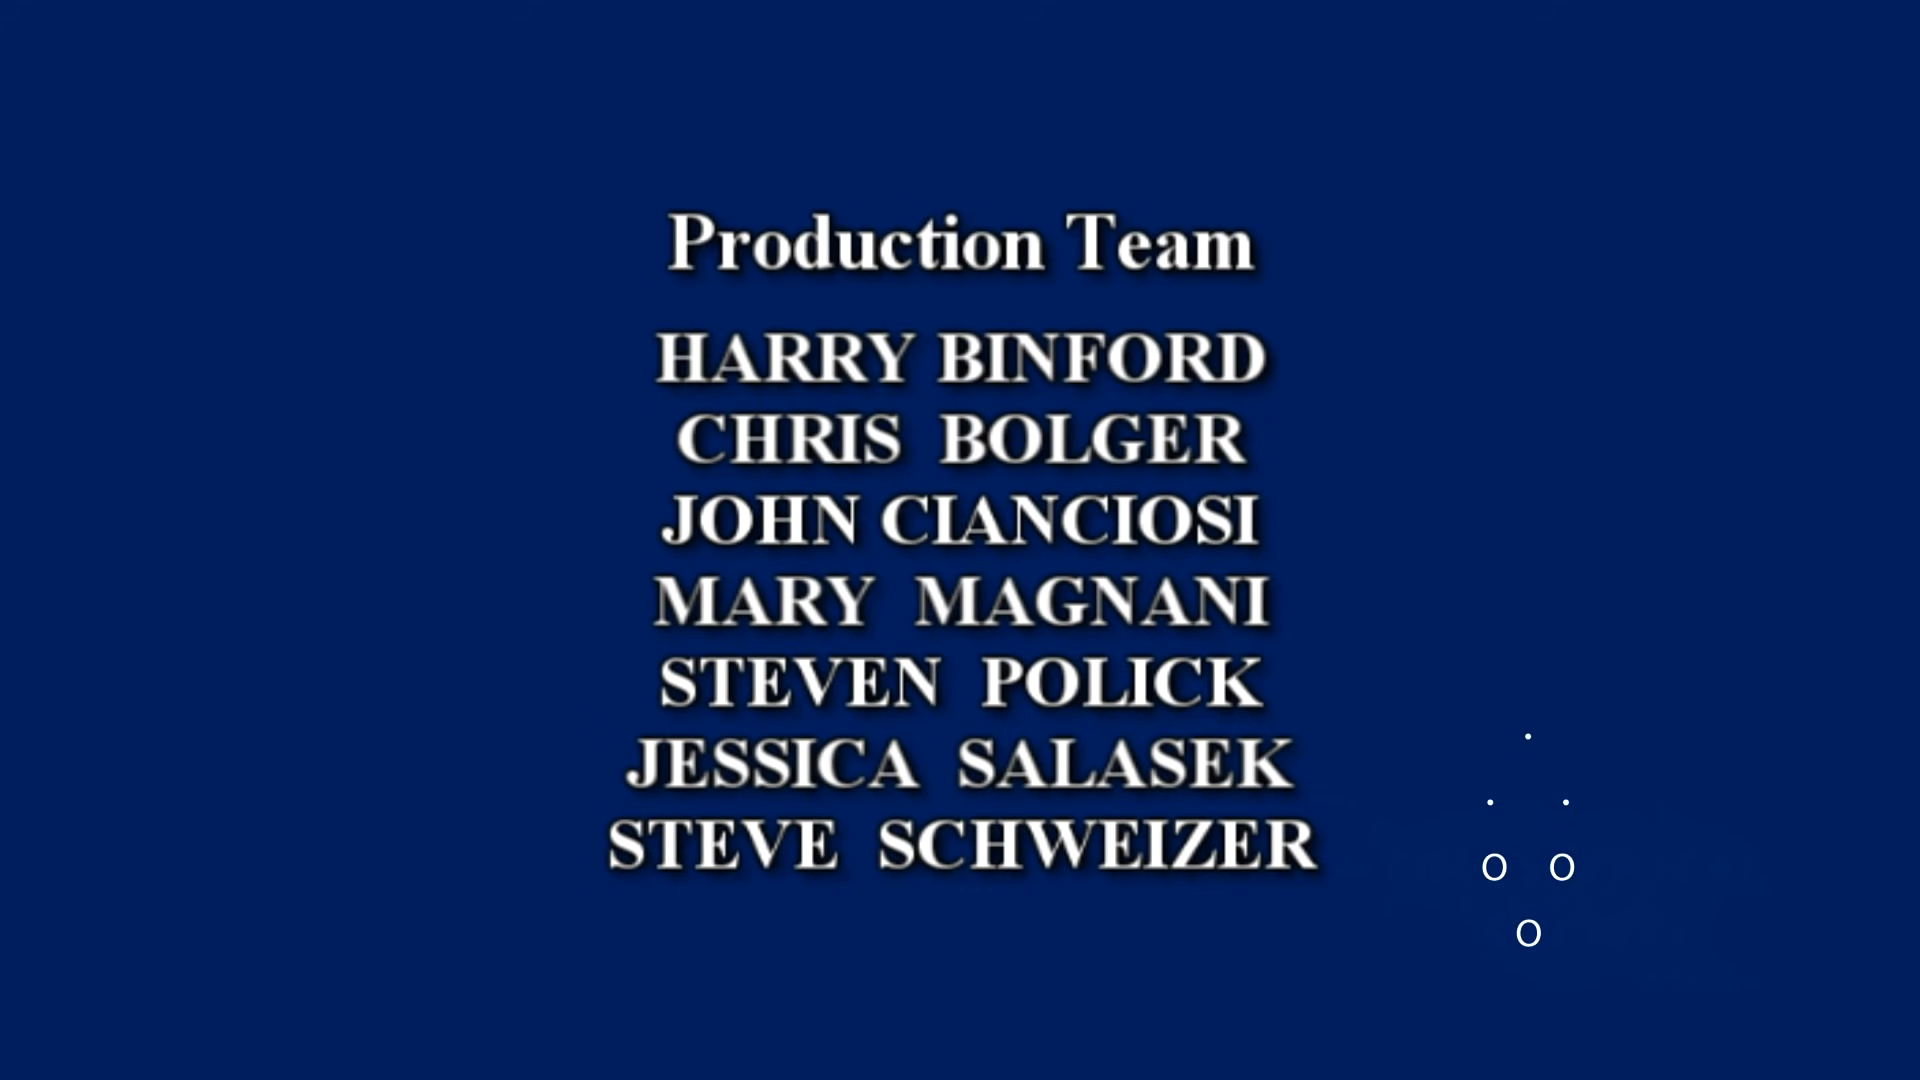 Production Team
HARRY BINFORD
CHRIS BOLGER
JOHN CIANCIOSI
MARY MAGNANI
STEVEN POLICK
JESSICA SALASEK
STEVE SCHWEIZER
.
. .
o o
o